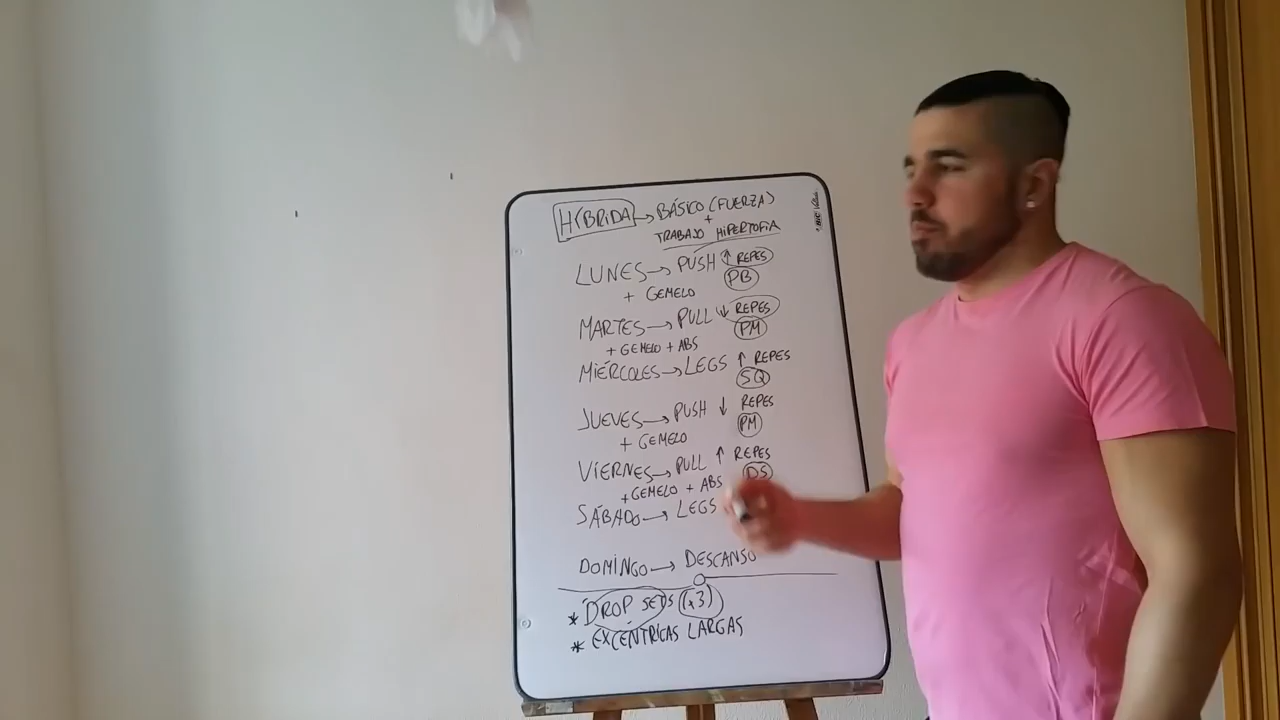 HÍBRIDA → BÁSICO (FUERZA)
+
TRABAJO HIPERTOFIA
LUNES → PUSH ↑ REPES
+ GEMELO PB
MARTES → PULL ↓ REPES
+ GEMELO + ABS PM
MIÉRCOLES → LEGS ↑ REPES
SQ
JUEVES → PUSH ↓ REPES
+ GEMELO PM
VIERNES → PULL ↑ REPES
+ GEMELO + ABS DS
SÁBADO → LEGS
DOMINGO → DESCANSO
* DROP SETS (x3)
* EXCÉNTRICAS LARGAS
BIC